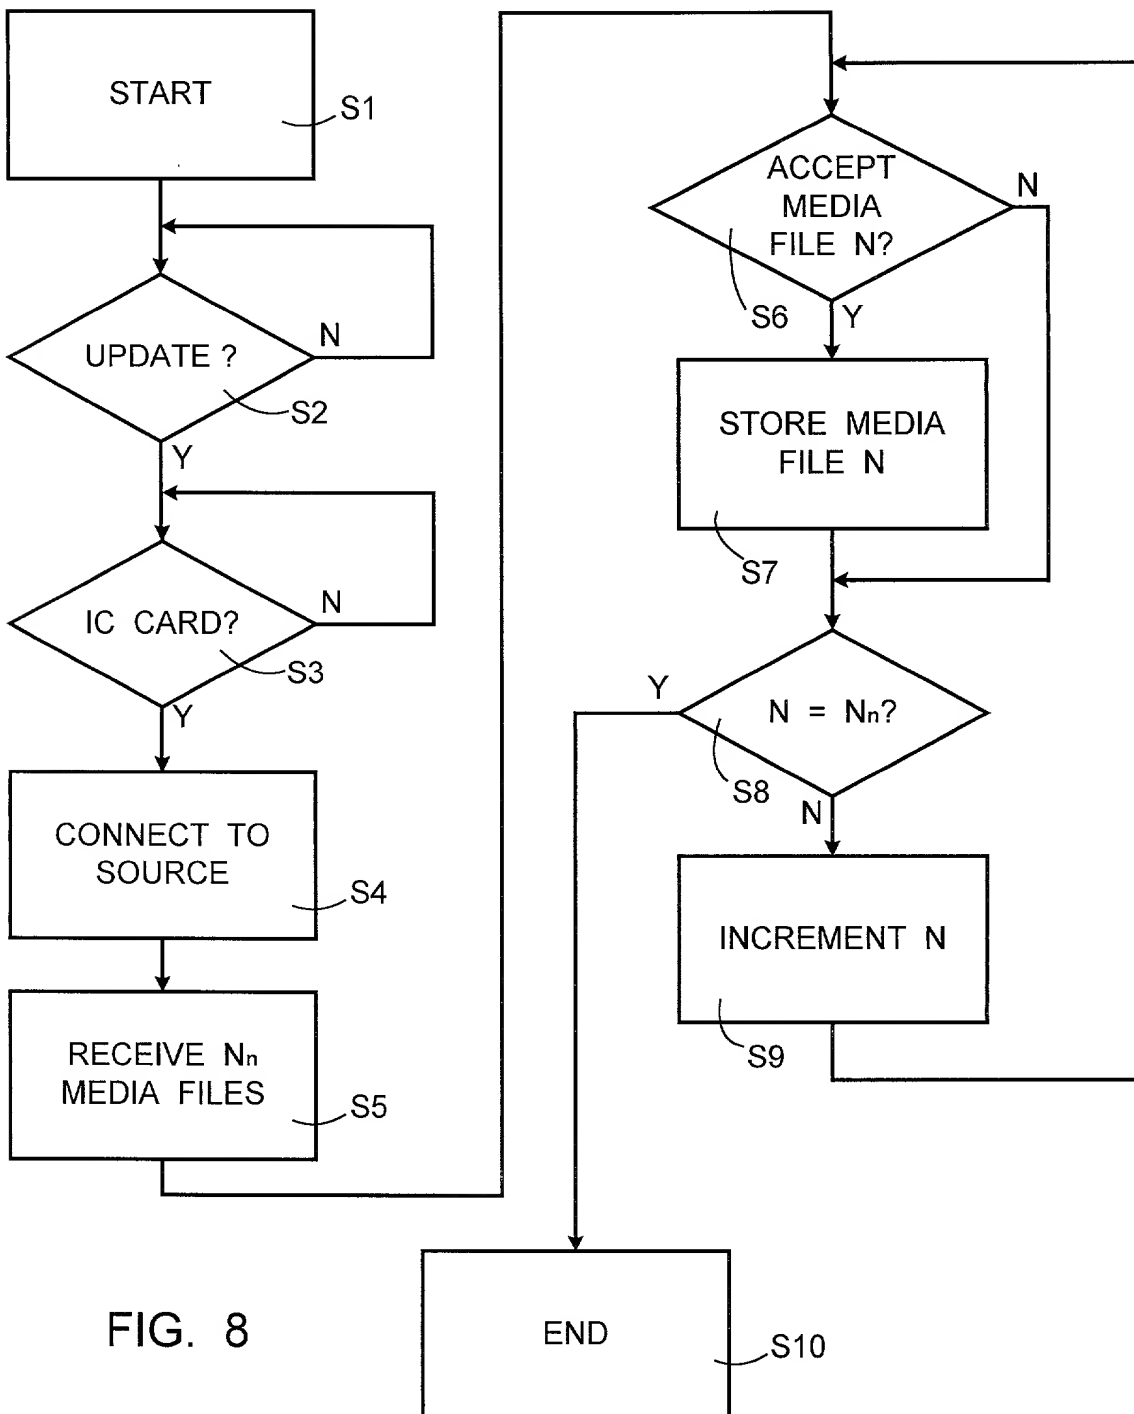 START
S1
UPDATE ?
N
S2
Y
IC CARD?
N
S3
Y
CONNECT TO
SOURCE
S4
RECEIVE Nn
MEDIA FILES
S5
ACCEPT
MEDIA
FILE N?
N
S6
Y
STORE MEDIA
FILE N
S7
Y
N = Nn?
S8
N
INCREMENT N
S9
END
S10
FIG. 8